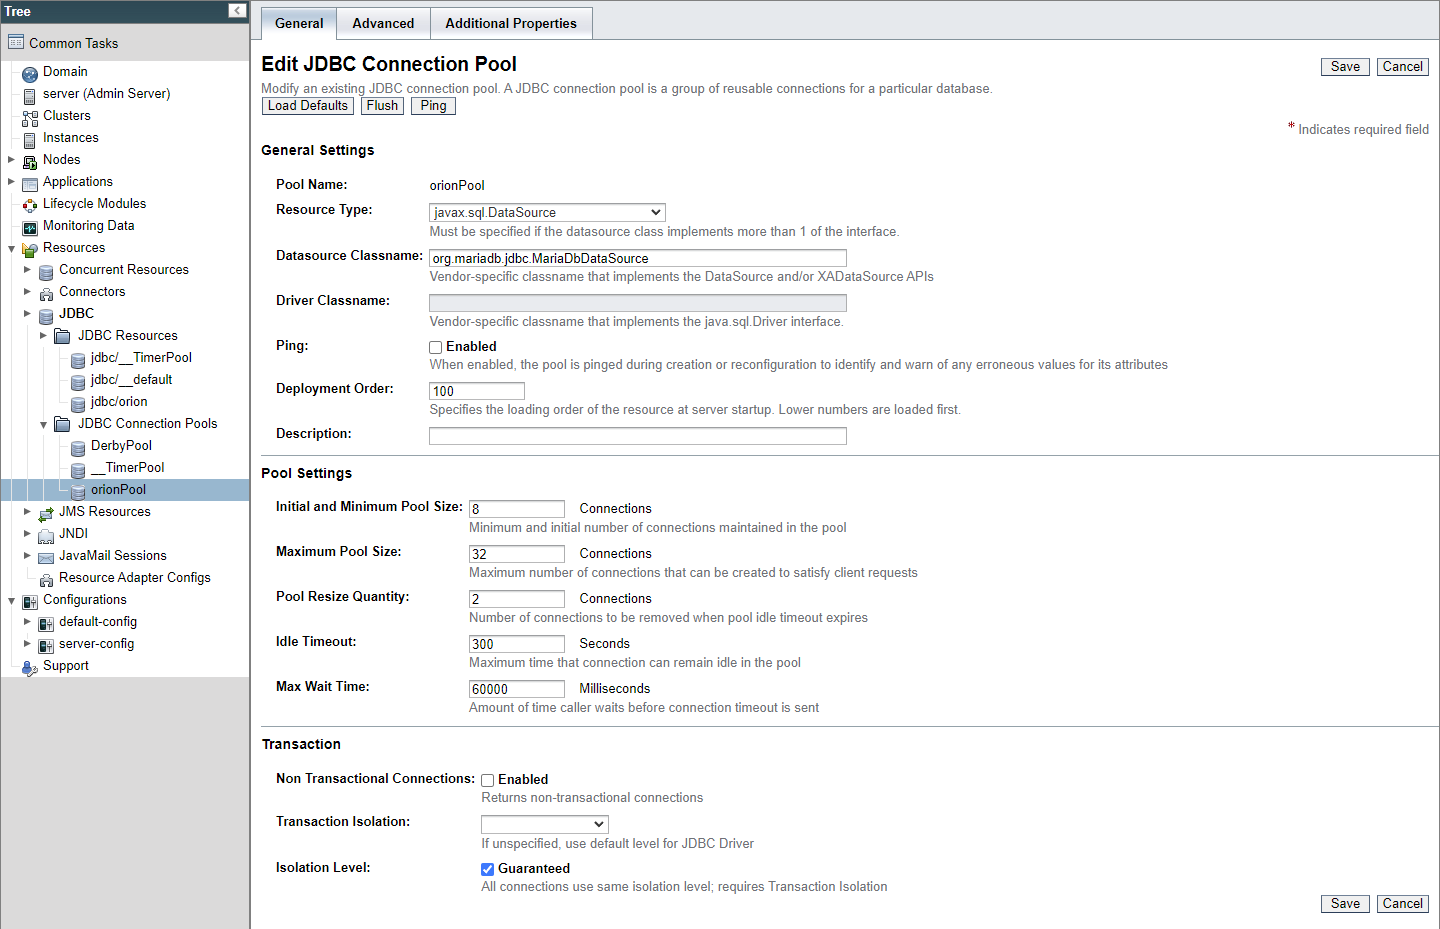 Tree
<
Common Tasks
Domain
server (Admin Server)
Clusters
Instances
Nodes
Applications
Lifecycle Modules
Monitoring Data
Resources
Concurrent Resources
Connectors
JDBC
JDBC Resources
jdbc/__TimerPool
jdbc/__default
jdbc/orion
JDBC Connection Pools
DerbyPool
__TimerPool
orionPool
JMS Resources
JNDI
JavaMail Sessions
Resource Adapter Configs
Configurations
default-config
server-config
Support
General Advanced Additional Properties
Edit JDBC Connection Pool
Save Cancel
Modify an existing JDBC connection pool. A JDBC connection pool is a group of reusable connections for a particular database.
Load Defaults Flush Ping
* Indicates required field
General Settings
Pool Name: orionPool
Resource Type: javax.sql.DataSource
Must be specified if the datasource class implements more than 1 of the interface.
Datasource Classname: org.mariadb.jdbc.MariaDbDataSource
Vendor-specific classname that implements the DataSource and/or XADataSource APIs
Driver Classname:
Vendor-specific classname that implements the java.sql.Driver interface.
Ping: Enabled
When enabled, the pool is pinged during creation or reconfiguration to identify and warn of any erroneous values for its attributes
Deployment Order: 100
Specifies the loading order of the resource at server startup. Lower numbers are loaded first.
Description:
Pool Settings
Initial and Minimum Pool Size: 8 Connections
Minimum and initial number of connections maintained in the pool
Maximum Pool Size: 32 Connections
Maximum number of connections that can be created to satisfy client requests
Pool Resize Quantity: 2 Connections
Number of connections to be removed when pool idle timeout expires
Idle Timeout: 300 Seconds
Maximum time that connection can remain idle in the pool
Max Wait Time: 60000 Milliseconds
Amount of time caller waits before connection timeout is sent
Transaction
Non Transactional Connections: Enabled
Returns non-transactional connections
Transaction Isolation:
If unspecified, use default level for JDBC Driver
Isolation Level: Guaranteed
All connections use same isolation level; requires Transaction Isolation
Save Cancel